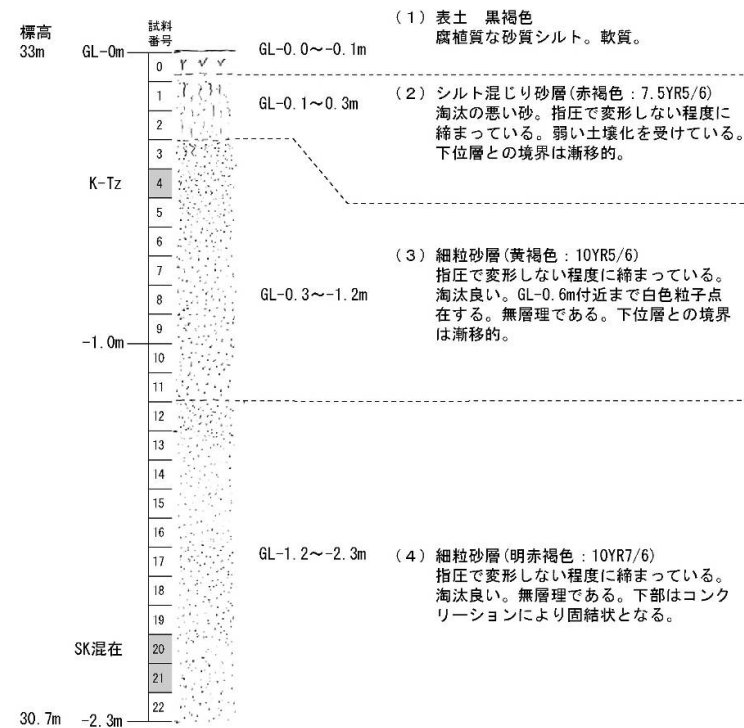 標高
33m
GL-0m
試料
番号
0
1
2
3
4
5
6
7
8
9
10
11
12
13
14
15
16
17
18
19
20
21
22
K-Tz
-1.0m
SK混在
30.7m
-2.3m
GL-0.0～-0.1m
(1) 表土 黒褐色
腐植質な砂質シルト。軟質。
GL-0.1～0.3m
(2) シルト混じり砂層(赤褐色：7.5YR5/6)
淘汰の悪い砂。指圧で変形しない程度に
締まっている。弱い土壌化を受けている。
下位層との境界は漸移的。
GL-0.3～-1.2m
(3) 細粒砂層(黄褐色：10YR5/6)
指圧で変形しない程度に締まっている。
淘汰良い。GL-0.6m付近まで白色粒子点
在する。無層理である。下位層との境界
は漸移的。
GL-1.2～-2.3m
(4) 細粒砂層(明赤褐色：10YR7/6)
指圧で変形しない程度に締まっている。
淘汰良い。無層理である。下部はコンク
リーションにより固結状となる。